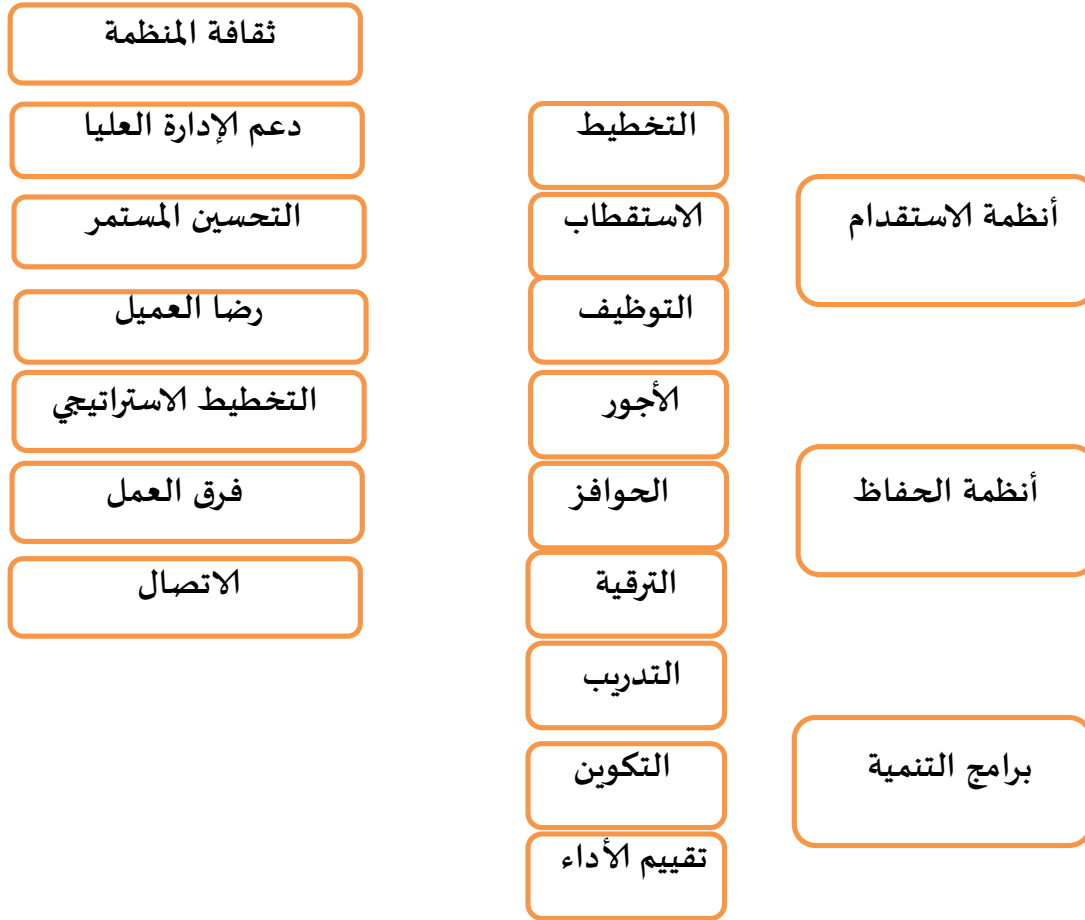 أنظمة الاستقدام
أنظمة الحفاظ
برامج التنمية
التخطيط
الاستقطاب
التوظيف
الأجور
الحوافز
الترقية
التدريب
التكوين
تقييم الأداء
ثقافة المنظمة
دعم الإدارة العليا
التحسين المستمر
رضا العميل
التخطيط الاستراتيجي
فرق العمل
الاتصال